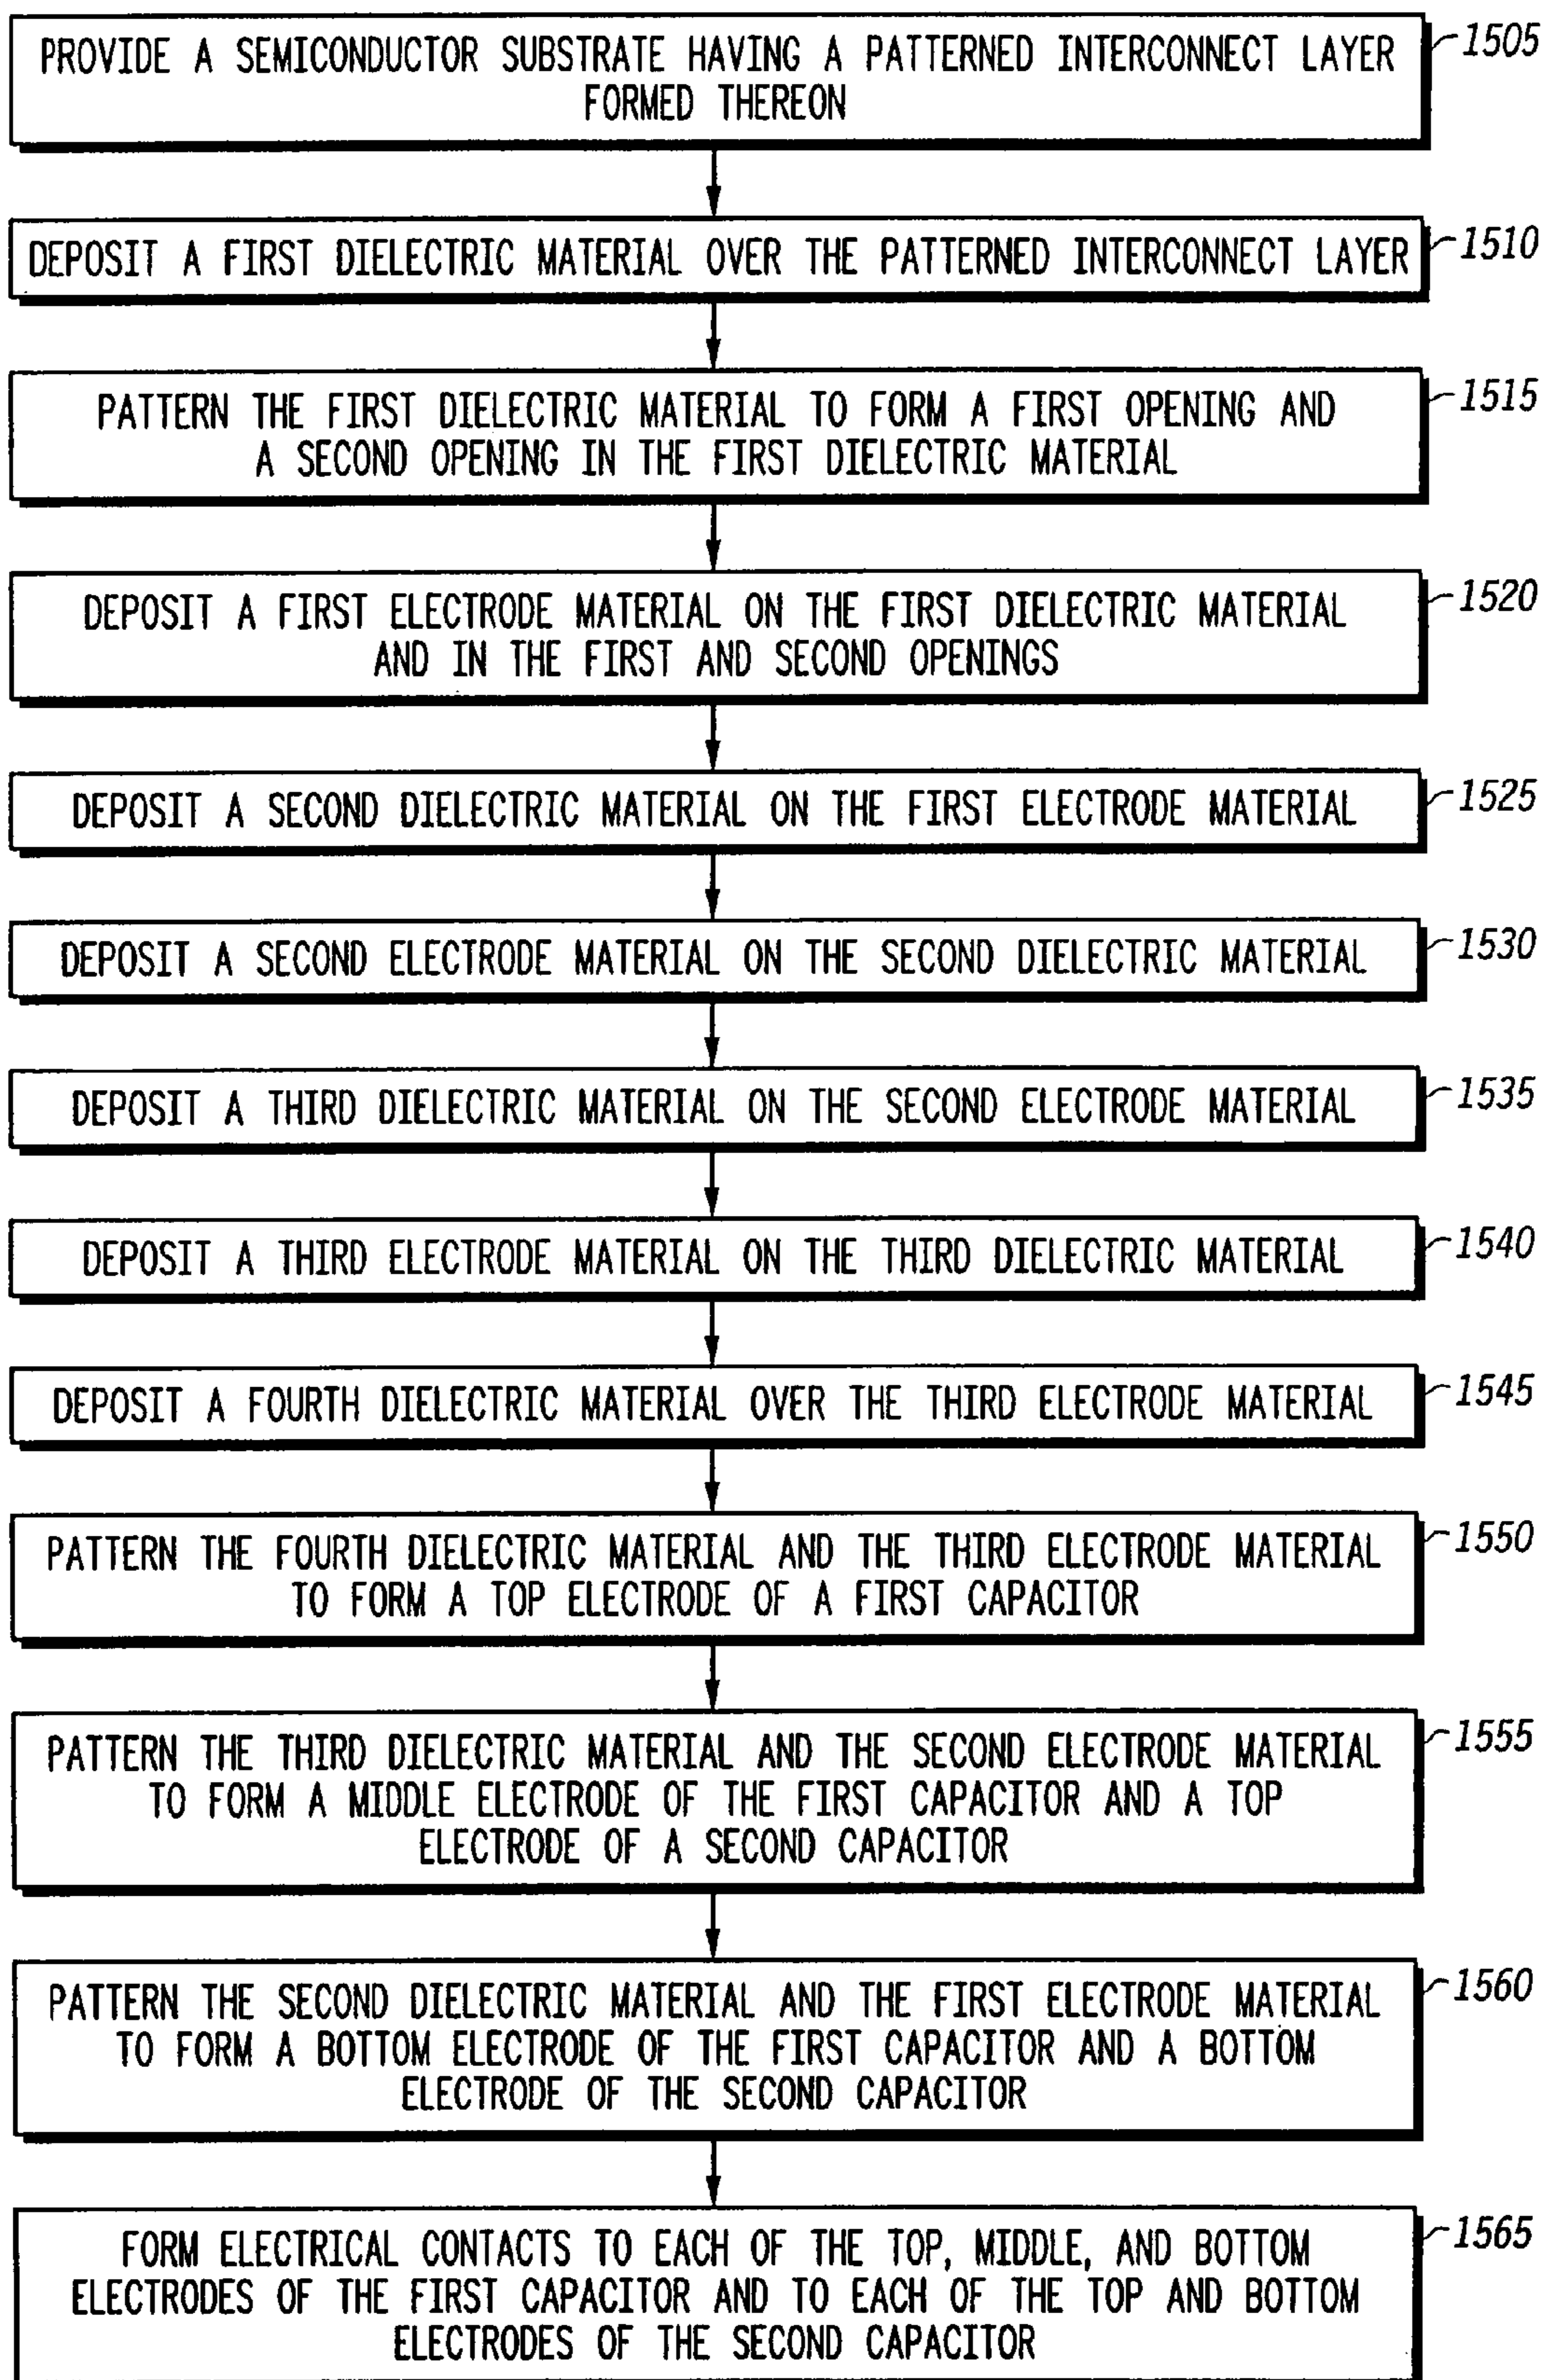 PROVIDE A SEMICONDUCTOR SUBSTRATE HAVING A PATTERNED INTERCONNECT LAYER
FORMED THEREON
1505
DEPOSIT A FIRST DIELECTRIC MATERIAL OVER THE PATTERNED INTERCONNECT LAYER
1510
PATTERN THE FIRST DIELECTRIC MATERIAL TO FORM A FIRST OPENING AND
A SECOND OPENING IN THE FIRST DIELECTRIC MATERIAL
1515
DEPOSIT A FIRST ELECTRODE MATERIAL ON THE FIRST DIELECTRIC MATERIAL
AND IN THE FIRST AND SECOND OPENINGS
1520
DEPOSIT A SECOND DIELECTRIC MATERIAL ON THE FIRST ELECTRODE MATERIAL
1525
DEPOSIT A SECOND ELECTRODE MATERIAL ON THE SECOND DIELECTRIC MATERIAL
1530
DEPOSIT A THIRD DIELECTRIC MATERIAL ON THE SECOND ELECTRODE MATERIAL
1535
DEPOSIT A THIRD ELECTRODE MATERIAL ON THE THIRD DIELECTRIC MATERIAL
1540
DEPOSIT A FOURTH DIELECTRIC MATERIAL OVER THE THIRD ELECTRODE MATERIAL
1545
PATTERN THE FOURTH DIELECTRIC MATERIAL AND THE THIRD ELECTRODE MATERIAL
TO FORM A TOP ELECTRODE OF A FIRST CAPACITOR
1550
PATTERN THE THIRD DIELECTRIC MATERIAL AND THE SECOND ELECTRODE MATERIAL
TO FORM A MIDDLE ELECTRODE OF THE FIRST CAPACITOR AND A TOP
ELECTRODE OF A SECOND CAPACITOR
1555
PATTERN THE SECOND DIELECTRIC MATERIAL AND THE FIRST ELECTRODE MATERIAL
TO FORM A BOTTOM ELECTRODE OF THE FIRST CAPACITOR AND A BOTTOM
ELECTRODE OF THE SECOND CAPACITOR
1560
FORM ELECTRICAL CONTACTS TO EACH OF THE TOP, MIDDLE, AND BOTTOM
ELECTRODES OF THE FIRST CAPACITOR AND TO EACH OF THE TOP AND BOTTOM
ELECTRODES OF THE SECOND CAPACITOR
1565